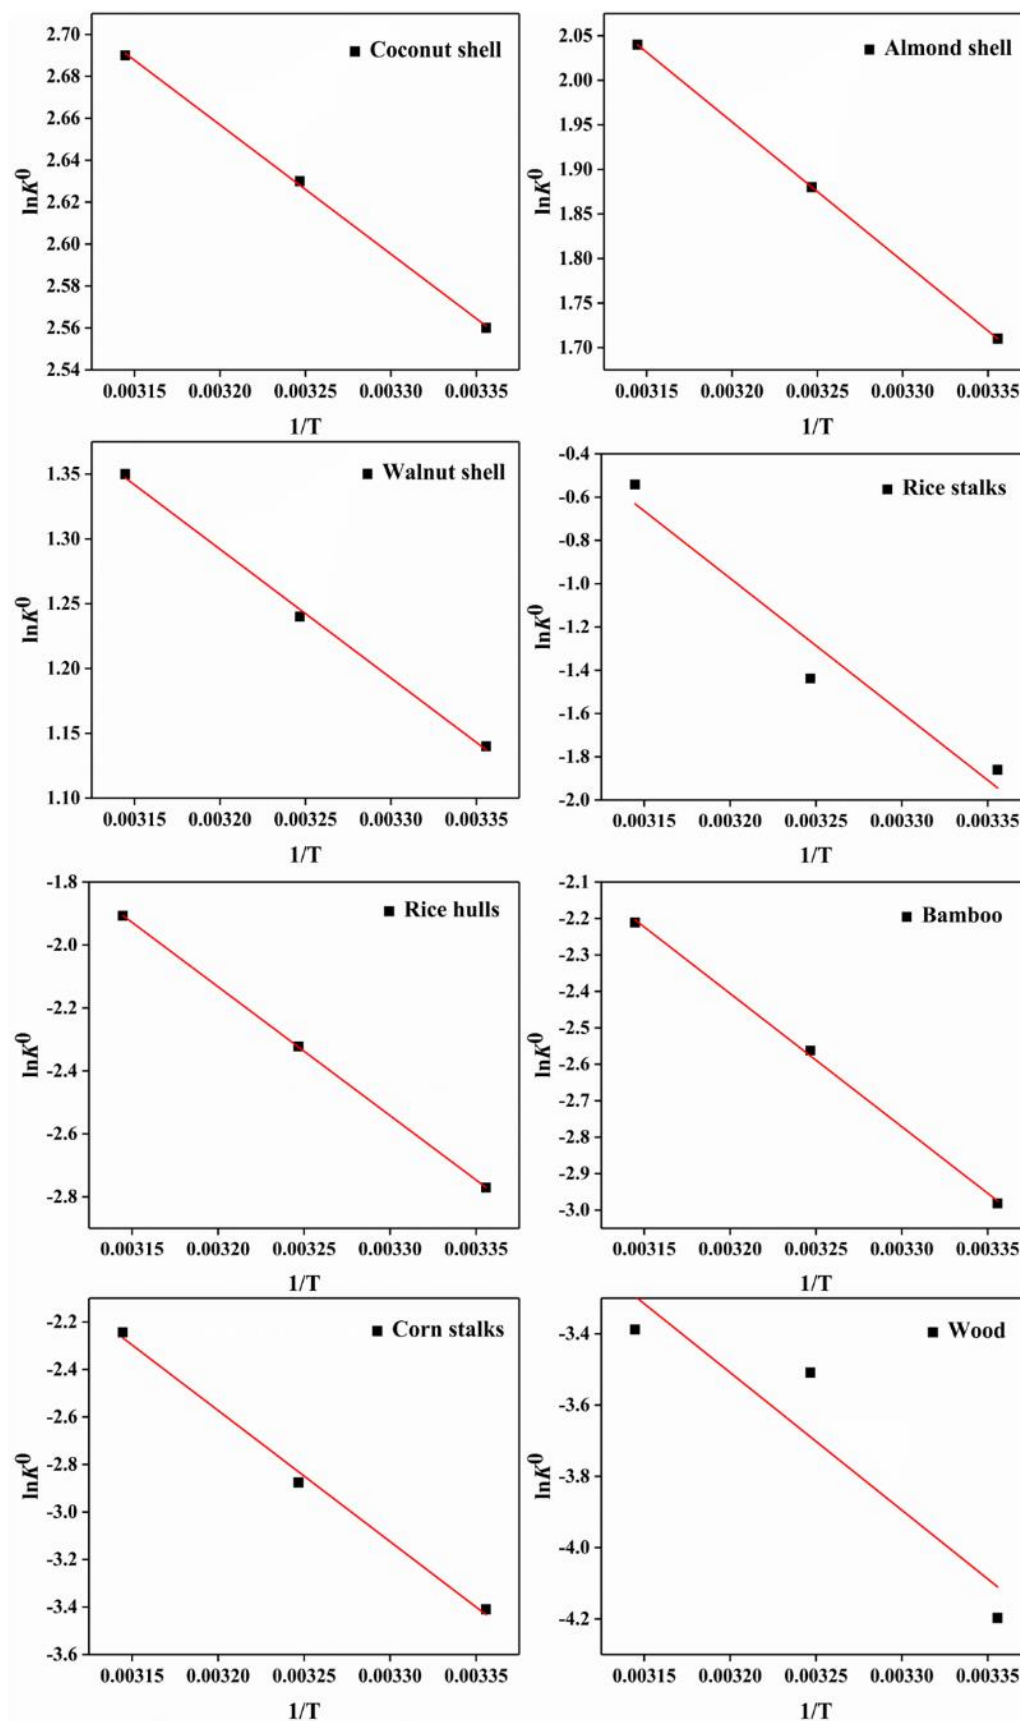 Coconut shell
lnK⁰
2.70
2.68
2.66
2.64
2.62
2.60
2.58
2.56
2.54
0.00315 0.00320 0.00325 0.00330 0.00335
1/T
Almond shell
lnK⁰
2.05
2.00
1.95
1.90
1.85
1.80
1.75
1.70
0.00315 0.00320 0.00325 0.00330 0.00335
1/T
Walnut shell
lnK⁰
1.35
1.30
1.25
1.20
1.15
1.10
0.00315 0.00320 0.00325 0.00330 0.00335
1/T
Rice stalks
lnK⁰
-0.4
-0.6
-0.8
-1.0
-1.2
-1.4
-1.6
-1.8
-2.0
0.00315 0.00320 0.00325 0.00330 0.00335
1/T
Rice hulls
lnK⁰
-1.8
-2.0
-2.2
-2.4
-2.6
-2.8
0.00315 0.00320 0.00325 0.00330 0.00335
1/T
Bamboo
lnK⁰
-2.1
-2.2
-2.3
-2.4
-2.5
-2.6
-2.7
-2.8
-2.9
-3.0
0.00315 0.00320 0.00325 0.00330 0.00335
1/T
Corn stalks
lnK⁰
-2.2
-2.4
-2.6
-2.8
-3.0
-3.2
-3.4
-3.6
0.00315 0.00320 0.00325 0.00330 0.00335
1/T
Wood
lnK⁰
-3.4
-3.6
-3.8
-4.0
-4.2
0.00315 0.00320 0.00325 0.00330 0.00335
1/T